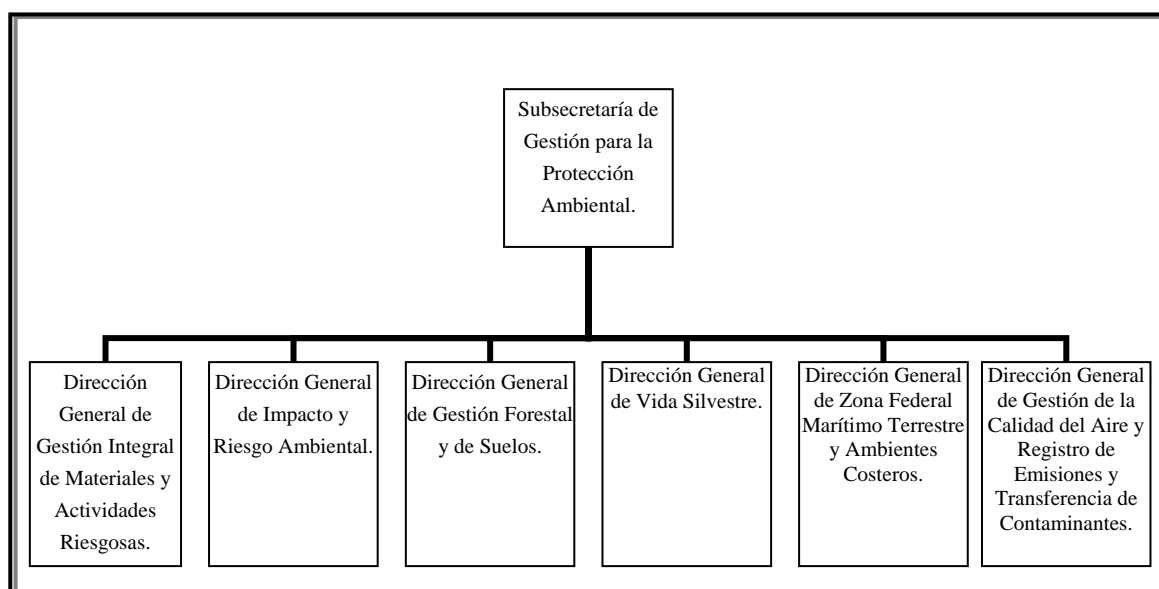 Subsecretaría de
Gestión para la
Protección
Ambiental.
Dirección
General de
Gestión Integral
de Materiales y
Actividades
Riesgosas.
Dirección General
de Impacto y
Riesgo Ambiental.
Dirección General
de Gestión Forestal
y de Suelos.
Dirección General
de Vida Silvestre.
Dirección General
de Zona Federal
Marítimo Terrestre
y Ambientes
Costeros.
Dirección General
de Gestión de la
Calidad del Aire y
Registro de
Emisiones y
Transferencia de
Contaminantes.